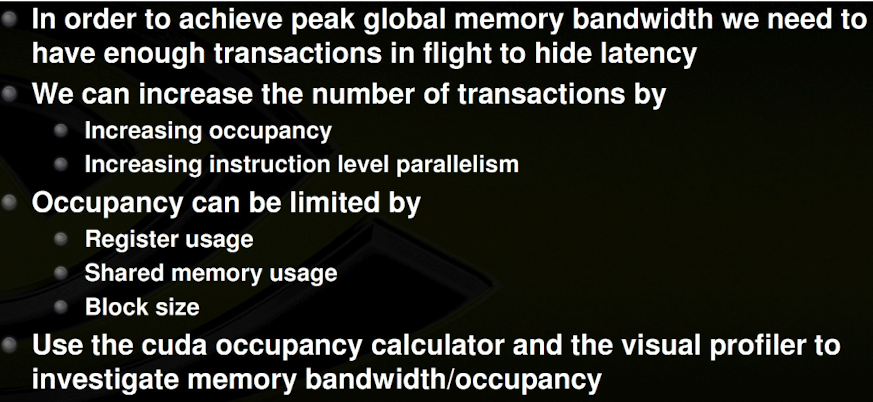 In order to achieve peak global memory bandwidth we need to
have enough transactions in flight to hide latency
We can increase the number of transactions by
Increasing occupancy
Increasing instruction level parallelism
Occupancy can be limited by
Register usage
Shared memory usage
Block size
Use the cuda occupancy calculator and the visual profiler to
investigate memory bandwidth/occupancy